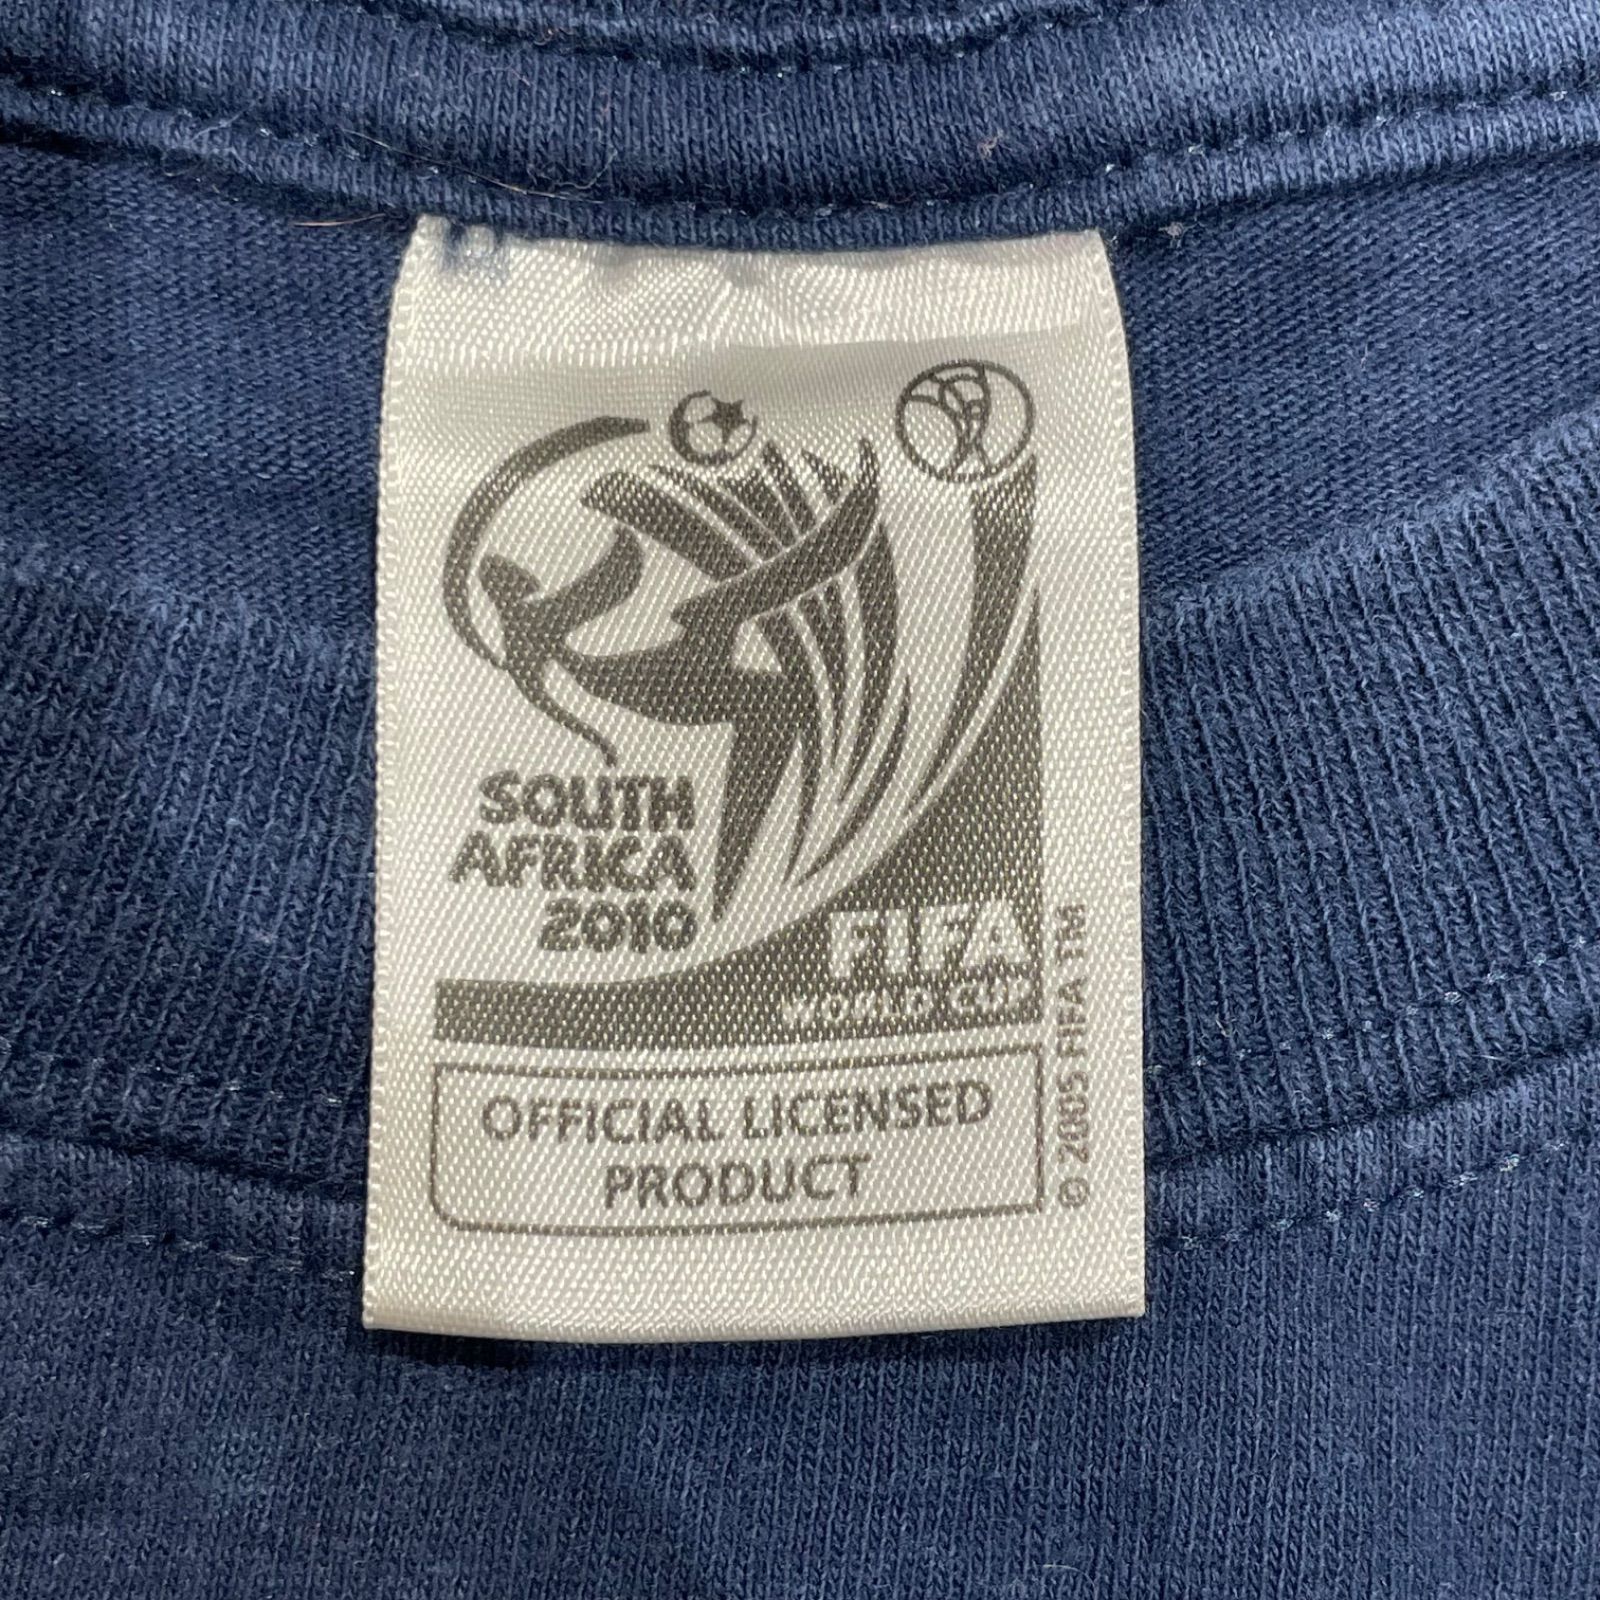 SOUTH
AFRICA
2010
FIFA
WORLD CUP
© 2005 FIFA TM
OFFICIAL LICENSED
PRODUCT